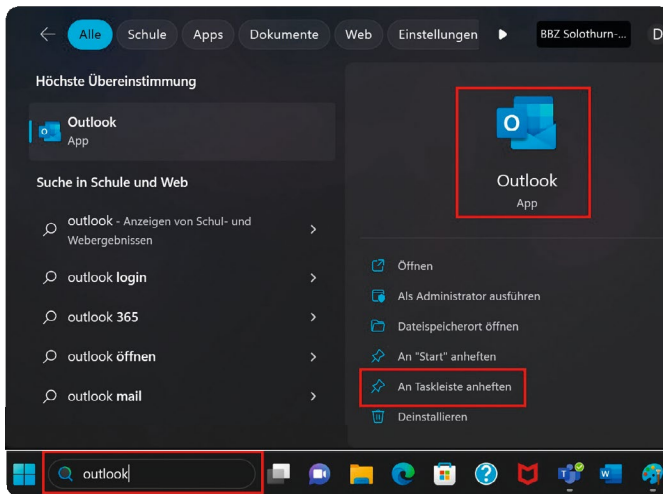 Alle Schule Apps Dokumente Web Einstellungen BBZ Solothurn-... D
Höchste Übereinstimmung
Outlook
App
Suche in Schule und Web
outlook - Anzeigen von Schul- und
Webergebnissen
outlook login
outlook 365
outlook öffnen
outlook mail
Outlook
App
Öffnen
Als Administrator ausführen
Dateispeicherort öffnen
An "Start" anheften
An Taskleiste anheften
Deinstallieren
outlook